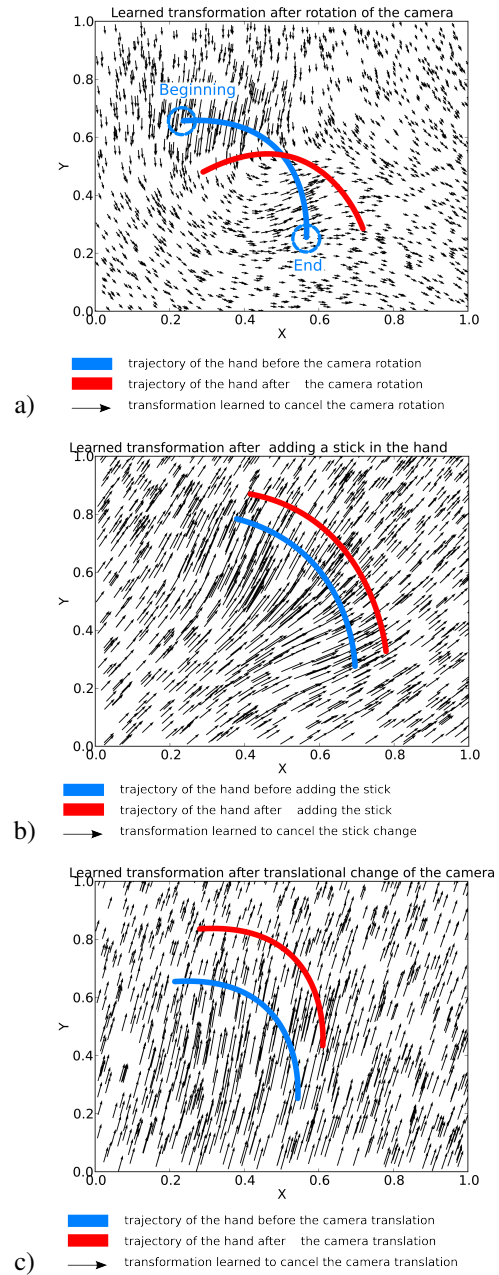 Learned transformation after rotation of the camera
1.0
0.8
0.6
0.4
0.2
0.0
Y
Beginning
End
0.0 0.2 0.4 0.6 0.8 1.0
X
trajectory of the hand before the camera rotation
trajectory of the hand after the camera rotation
a) transformation learned to cancel the camera rotation
Learned transformation after adding a stick in the hand
1.0
0.8
0.6
0.4
0.2
0.0
Y
0.0 0.2 0.4 0.6 0.8 1.0
X
trajectory of the hand before adding the stick
trajectory of the hand after adding the stick
b) transformation learned to cancel the stick change
Learned transformation after translational change of the camera
1.0
0.8
0.6
0.4
0.2
0.0
Y
0.0 0.2 0.4 0.6 0.8 1.0
X
trajectory of the hand before the camera translation
trajectory of the hand after the camera translation
c) transformation learned to cancel the camera translation